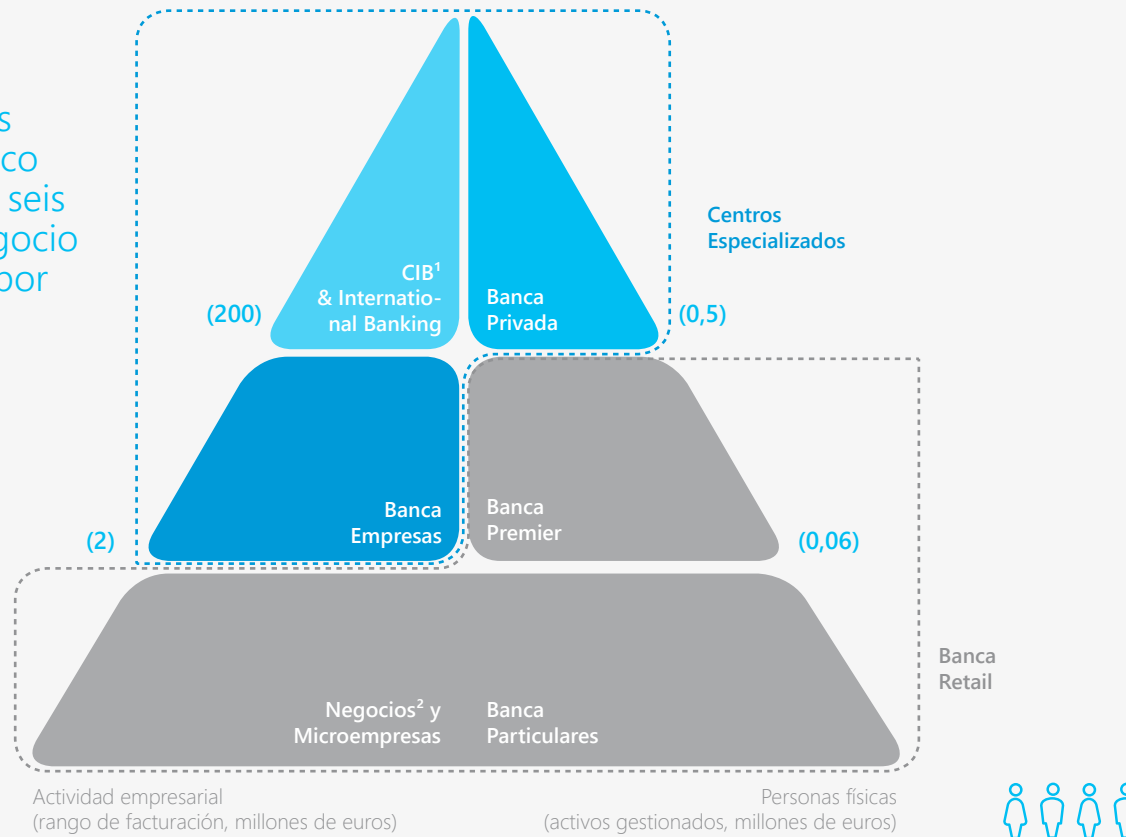 s
co
seis
gocio
por
CIB¹
& Internatio-
nal Banking
Banca
Privada
Centros
Especializados
(200)
(0,5)
Banca
Empresas
Banca
Premier
(2)
(0,06)
Negocios² y
Microempresas
Banca
Particulares
Banca
Retail
Actividad empresarial
(rango de facturación, millones de euros)
Personas físicas
(activos gestionados, millones de euros)